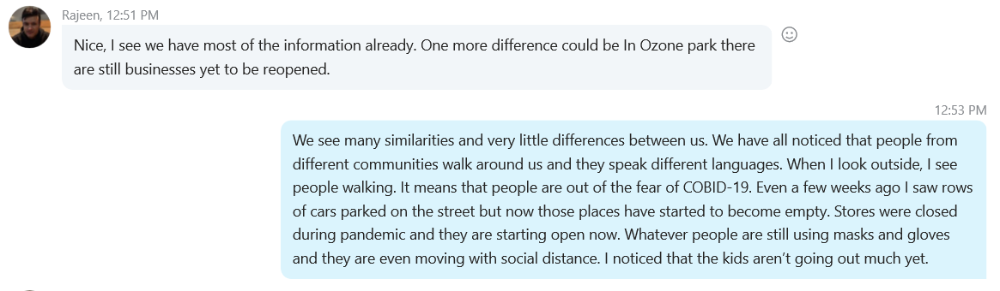 Rajeen, 12:51 PM
Nice, I see we have most of the information already. One more difference could be In Ozone park there
are still businesses yet to be reopened.
12:53 PM
We see many similarities and very little differences between us. We have all noticed that people from
different communities walk around us and they speak different languages. When I look outside, I see
people walking. It means that people are out of the fear of COBID-19. Even a few weeks ago I saw rows
of cars parked on the street but now those places have started to become empty. Stores were closed
during pandemic and they are starting open now. Whatever people are still using masks and gloves
and they are even moving with social distance. I noticed that the kids aren’t going out much yet.